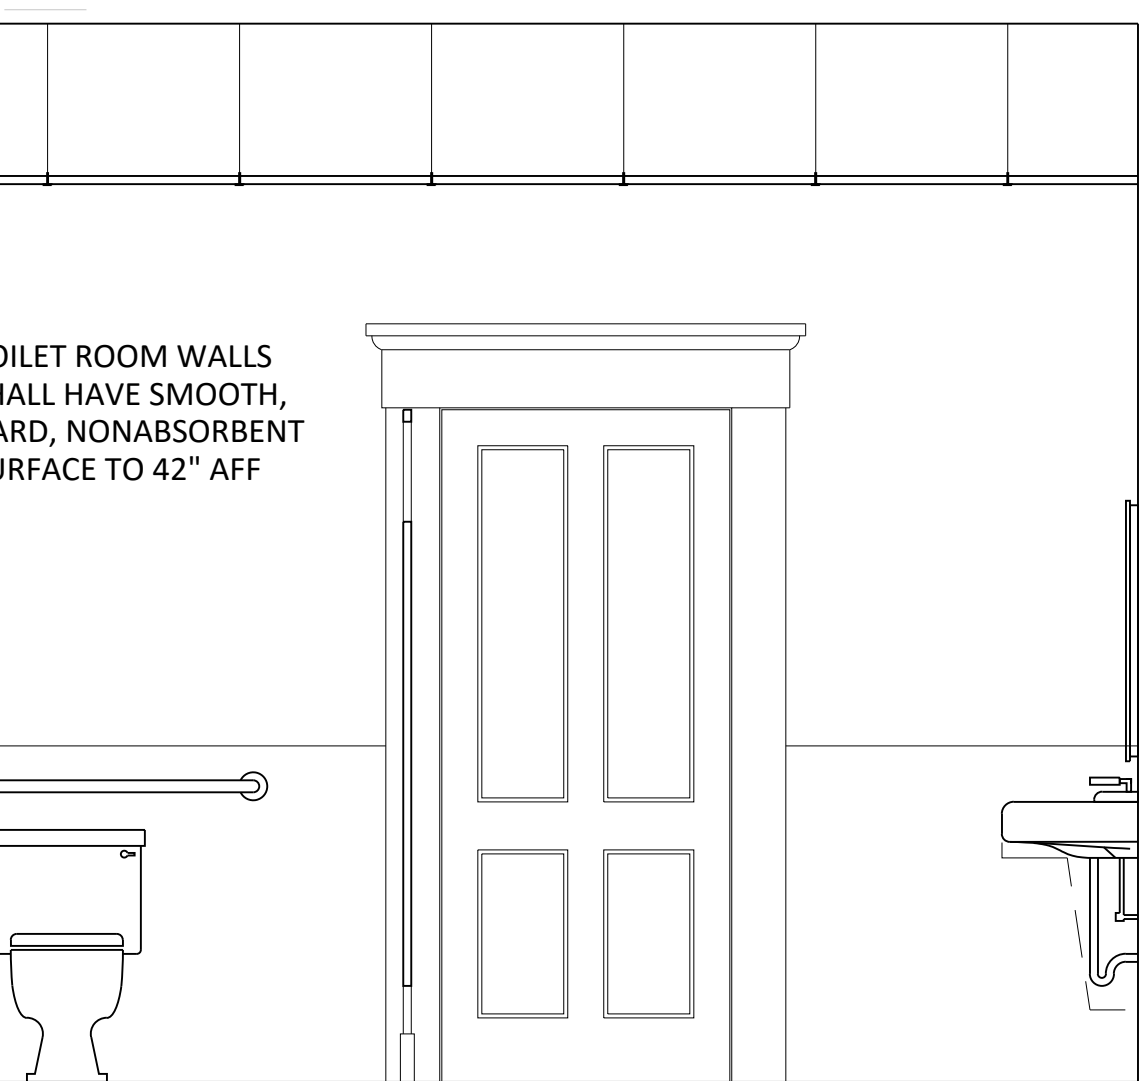 OILET ROOM WALLS
HALL HAVE SMOOTH,
ARD, NONABSORBENT
URFACE TO 42" AFF